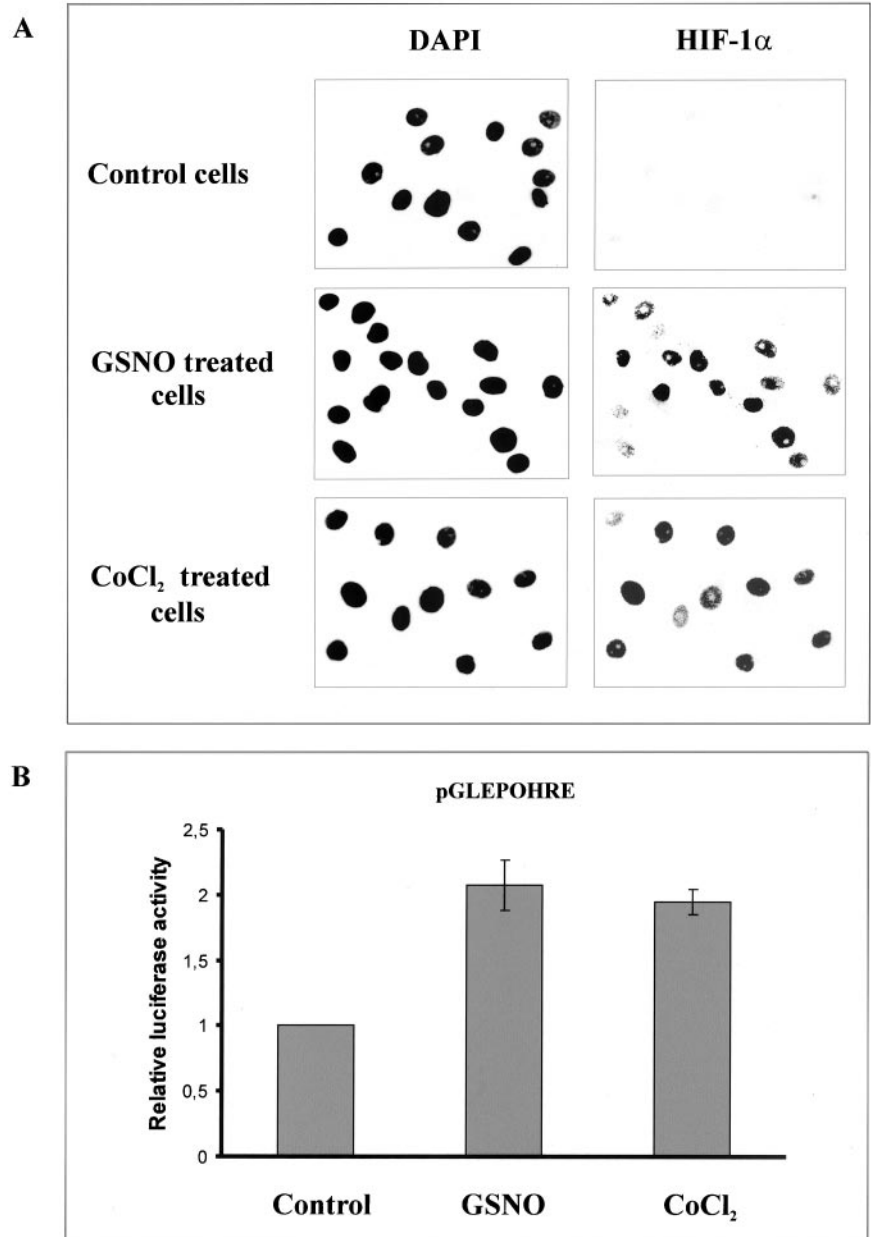 A
DAPI HIF-1α
Control cells
GSNO treated
cells
CoCl₂ treated
cells
B
pGLEPOHRE
Relative luciferase activity
2,5
2
1,5
1
0,5
0
Control GSNO CoCl₂